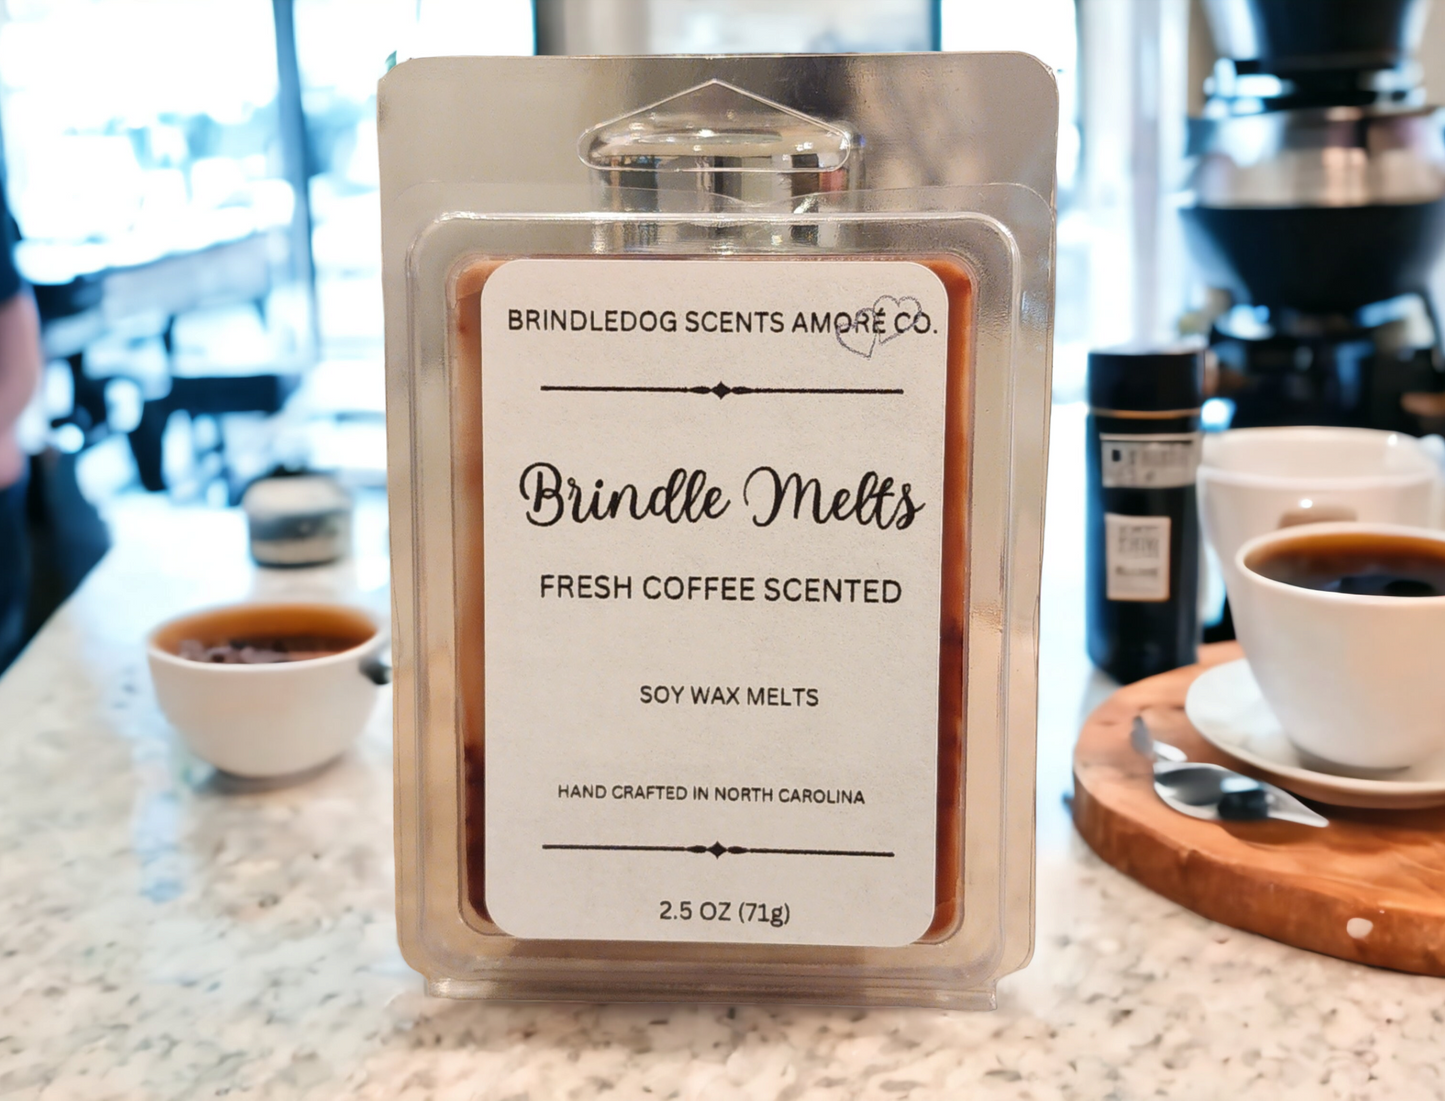 BRINDLEDOG SCENTS AMORÉ CO.
Brindle Melts
FRESH COFFEE SCENTED
SOY WAX MELTS
HAND CRAFTED IN NORTH CAROLINA
2.5 OZ (71g)